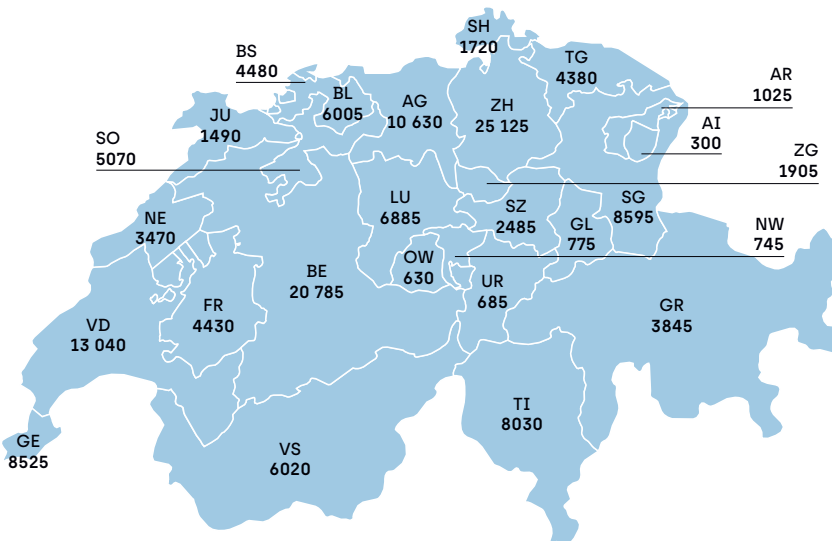 SH
1720
BS
4480
TG
4380
AR
1025
BL
6005
AG
10 630
ZH
25 125
JU
1490
AI
300
SO
5070
ZG
1905
LU
6885
SZ
2485
SG
8595
NE
3470
GL
775
NW
745
OW
630
BE
20 785
UR
685
FR
4430
GR
3845
VD
13 040
TI
8030
GE
8525
VS
6020